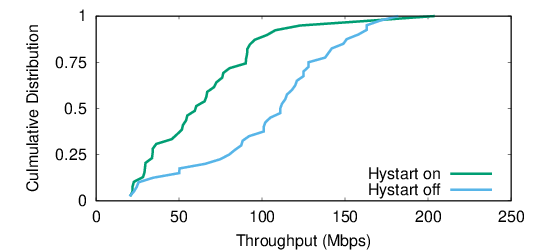 1
0.75
0.5
0.25
0
Culmulative Distribution
Hystart on
Hystart off
0 50 100 150 200 250
Throughput (Mbps)